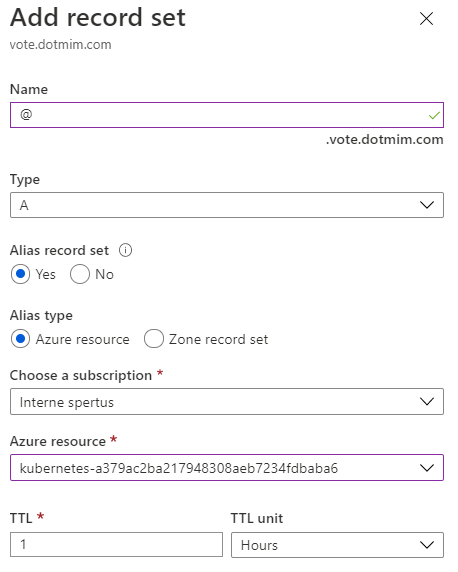 Add record set
vote.dotmim.com
Name
@
.vote.dotmim.com
Type
A
Alias record set
Yes No
Alias type
Azure resource Zone record set
Choose a subscription *
Interne spertus
Azure resource *
kubernetes-a379ac2ba217948308aeb7234fdbaba6
TTL * TTL unit
1 Hours